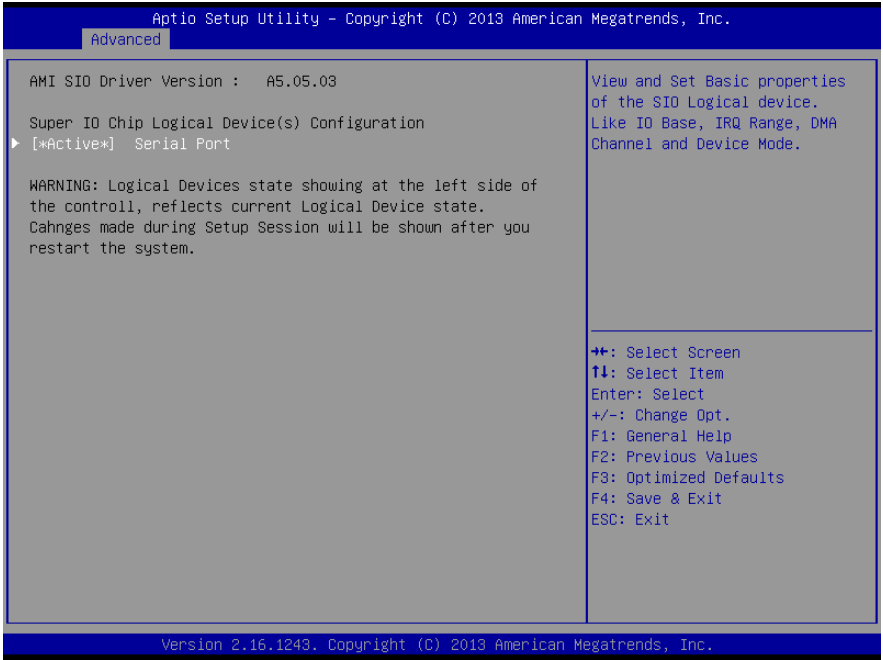 Aptio Setup Utility – Copyright (C) 2013 American Megatrends, Inc.
Advanced
AMI SIO Driver Version :   A5.05.03
Super IO Chip Logical Device(s) Configuration
[*Active*]   Serial Port
WARNING: Logical Devices state showing at the left side of
the controll, reflects current Logical Device state.
Cahnges made during Setup Session will be shown after you
restart the system.
View and Set Basic properties
of the SIO Logical device.
Like IO Base, IRQ Range, DMA
Channel and Device Mode.
→←: Select Screen
↑↓: Select Item
Enter: Select
+/-: Change Opt.
F1: General Help
F2: Previous Values
F3: Optimized Defaults
F4: Save & Exit
ESC: Exit
Version 2.16.1243. Copyright (C) 2013 American Megatrends, Inc.